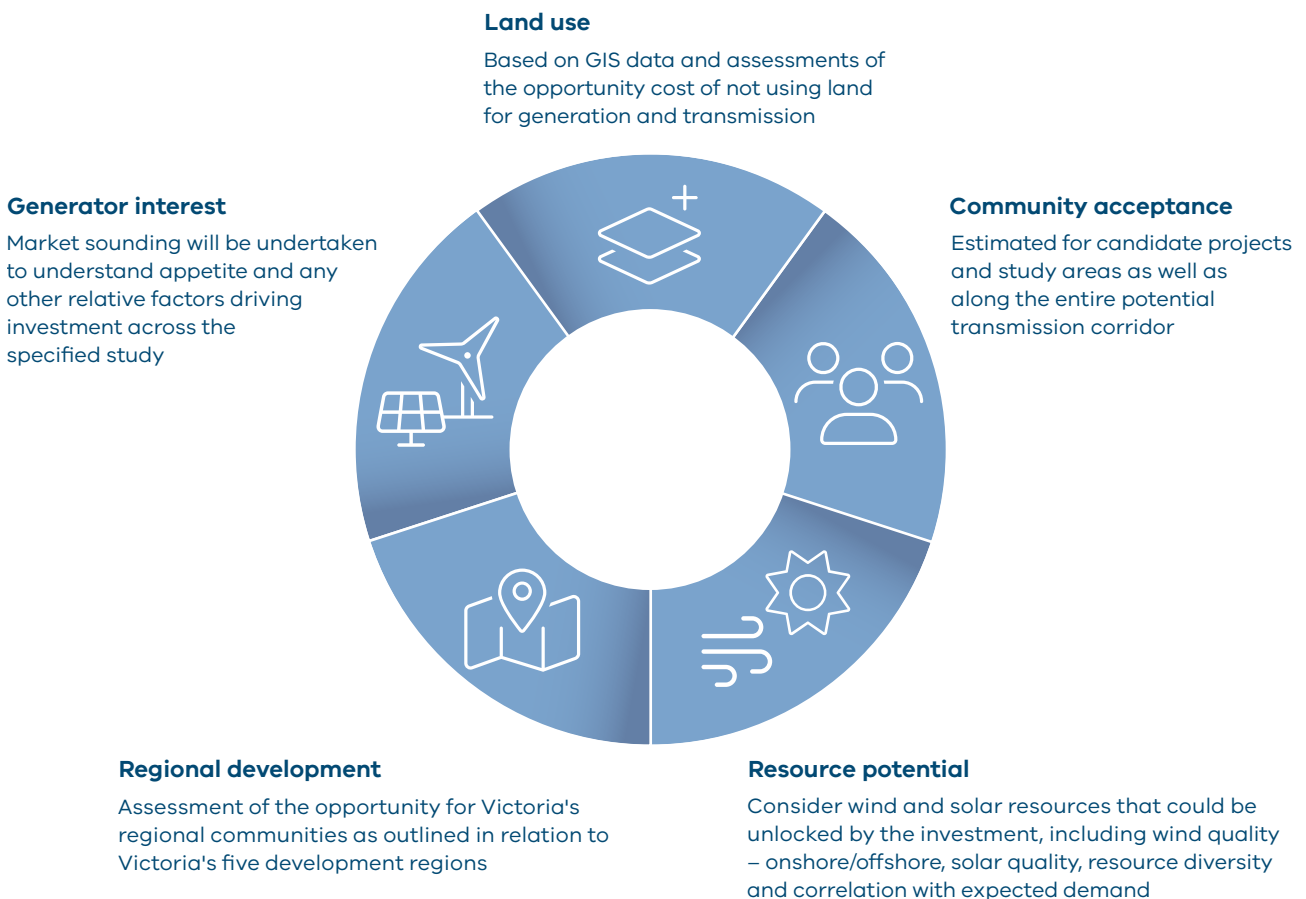 Land use
Based on GIS data and assessments of
the opportunity cost of not using land
for generation and transmission
Generator interest
Market sounding will be undertaken
to understand appetite and any
other relative factors driving
investment across the
specified study
Community acceptance
Estimated for candidate projects
and study areas as well as
along the entire potential
transmission corridor
Regional development
Assessment of the opportunity for Victoria's
regional communities as outlined in relation to
Victoria's five development regions
Resource potential
Consider wind and solar resources that could be
unlocked by the investment, including wind quality
– onshore/offshore, solar quality, resource diversity
and correlation with expected demand